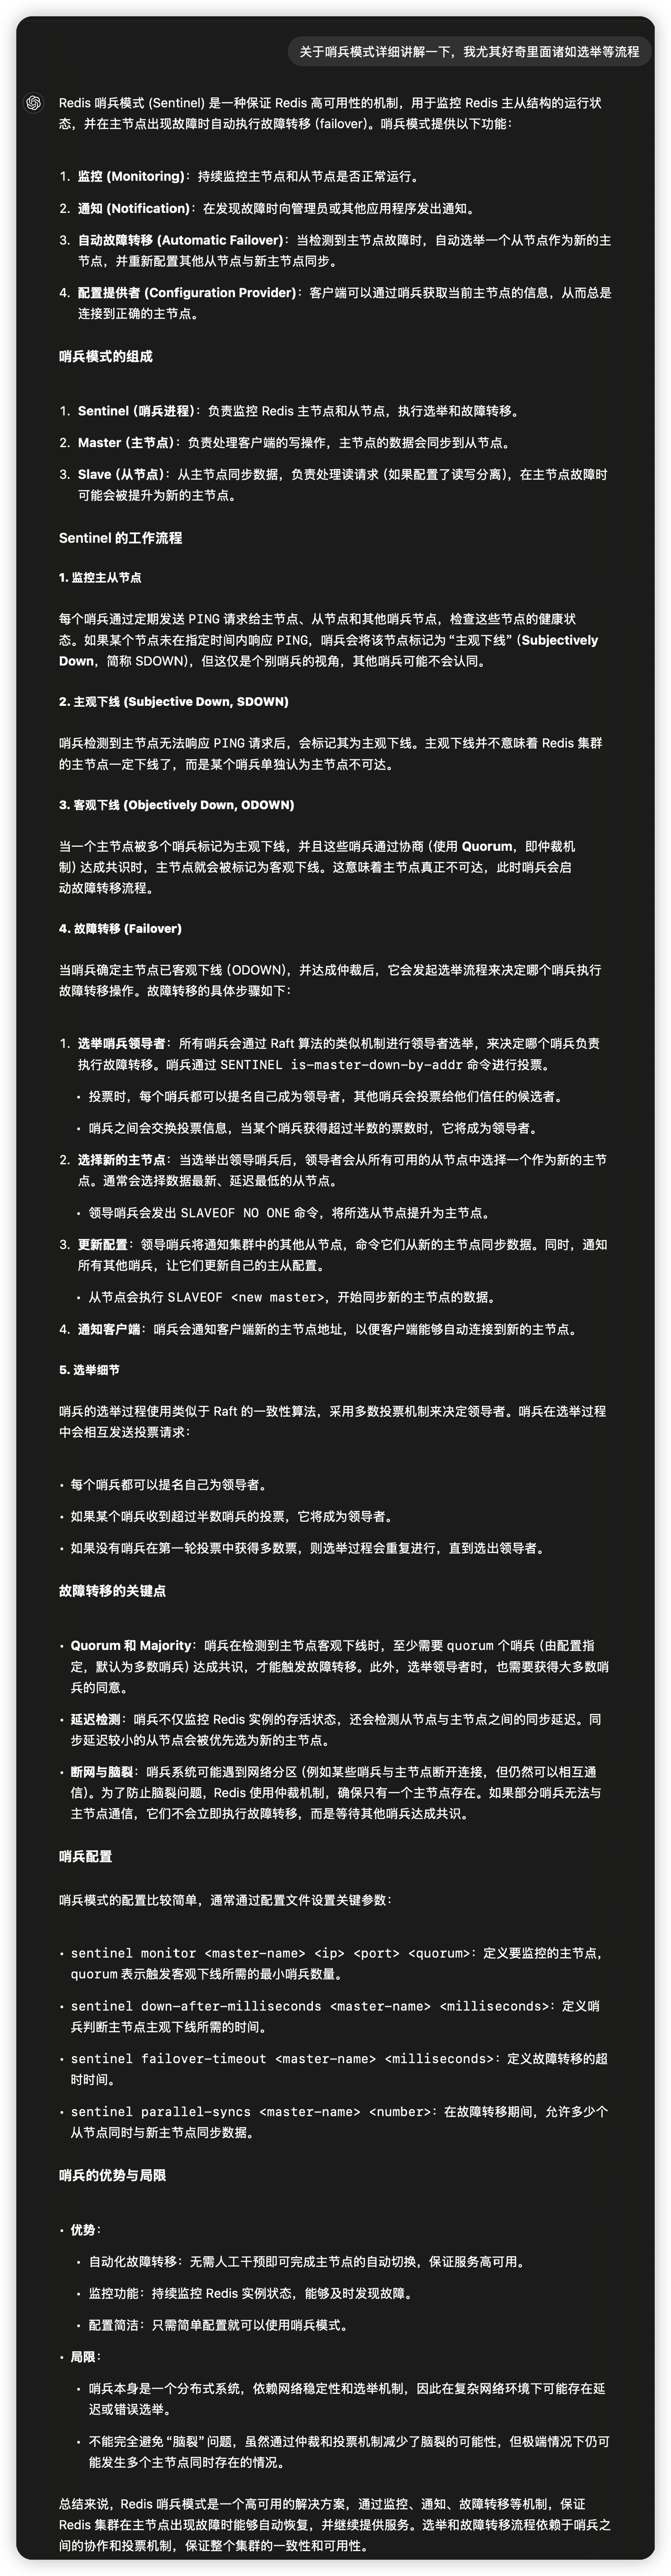 关于哨兵模式详细讲解一下，我尤其好奇里面诸如选举等流程
Redis 哨兵模式 (Sentinel) 是一种保证 Redis 高可用性的机制，用于监控 Redis 主从结构的运行状
态，并在主节点出现故障时自动执行故障转移 (failover)。哨兵模式提供以下功能：
1. 监控 (Monitoring)：持续监控主节点和从节点是否正常运行。
2. 通知 (Notification)：在发现故障时向管理员或其他应用程序发出通知。
3. 自动故障转移 (Automatic Failover)：当检测到主节点故障时，自动选举一个从节点作为新的主
节点，并重新配置其他从节点与新主节点同步。
4. 配置提供者 (Configuration Provider)：客户端可以通过哨兵获取当前主节点的信息，从而总是
连接到正确的主节点。
哨兵模式的组成
1. Sentinel（哨兵进程）：负责监控 Redis 主节点和从节点，执行选举和故障转移。
2. Master（主节点）：负责处理客户端的写操作，主节点的数据会同步到从节点。
3. Slave（从节点）：从主节点同步数据，负责处理读请求 (如果配置了读写分离)，在主节点故障时
可能会被提升为新的主节点。
Sentinel 的工作流程
1. 监控主从节点
每个哨兵通过定期发送 PING 请求给主节点、从节点和其他哨兵节点，检查这些节点的健康状
态。如果某个节点未在指定时间内响应 PING，哨兵会将该节点标记为 “主观下线”（Subjectively
Down，简称 SDOWN），但这仅是个别哨兵的视角，其他哨兵可能不会认同。
2. 主观下线 (Subjective Down, SDOWN)
哨兵检测到主节点无法响应 PING 请求后，会标记其为主观下线。主观下线并不意味着 Redis 集群
的主节点一定下线了，而是某个哨兵单独认为主节点不可达。
3. 客观下线 (Objectively Down, ODOWN)
当一个主节点被多个哨兵标记为主观下线，并且这些哨兵通过协商 (使用 Quorum，即仲裁机
制) 达成共识时，主节点就会被标记为客观下线。这意味着主节点真正不可达，此时哨兵会启
动故障转移流程。
4. 故障转移 (Failover)
当哨兵确定主节点已客观下线（ODOWN），并达成仲裁后，它会发起选举流程来决定哪个哨兵执行
故障转移操作。故障转移的具体步骤如下：
1. 选举哨兵领导者：所有哨兵会通过 Raft 算法的类似机制进行领导者选举，来决定哪个哨兵负责
执行故障转移。哨兵通过 SENTINEL is-master-down-by-addr 命令进行投票。
• 投票时，每个哨兵都可以提名自己成为领导者，其他哨兵会投票给他们信任的候选者。
• 哨兵之间会交换投票信息，当某个哨兵获得超过半数的票数时，它将成为领导者。
2. 选择新的主节点：当选举出领导哨兵后，领导者会从所有可用的从节点中选择一个作为新的主节
点。通常会选择数据最新、延迟最低的从节点。
• 领导哨兵会发出 SLAVEOF NO ONE 命令，将所选从节点提升为主节点。
3. 更新配置：领导哨兵将通知集群中的其他从节点，命令它们从新的主节点同步数据。同时，通知
所有其他哨兵，让它们更新自己的主从配置。
• 从节点会执行 SLAVEOF <new master>，开始同步新的主节点的数据。
4. 通知客户端：哨兵会通知客户端新的主节点地址，以便客户端能够自动连接到新的主节点。
5. 选举细节
哨兵的选举过程使用类似于 Raft 的一致性算法，采用多数投票机制来决定领导者。哨兵在选举过程
中会相互发送投票请求：
• 每个哨兵都可以提名自己为领导者。
• 如果某个哨兵收到超过半数哨兵的投票，它将成为领导者。
• 如果没有哨兵在第一轮投票中获得多数票，则选举过程会重复进行，直到选出领导者。
故障转移的关键点
• Quorum 和 Majority：哨兵在检测到主节点客观下线时，至少需要 quorum 个哨兵 (由配置指
定，默认为多数哨兵) 达成共识，才能触发故障转移。此外，选举领导者时，也需要获得大多数哨
兵的同意。
• 延迟检测：哨兵不仅监控 Redis 实例的存活状态，还会检测从节点与主节点之间的同步延迟。同
步延迟较小的从节点会被优先选为新的主节点。
• 断网与脑裂：哨兵系统可能遇到网络分区 (例如某些哨兵与主节点断开连接，但仍然可以相互通
信)。为了防止脑裂问题，Redis 使用仲裁机制，确保只有一个主节点存在。如果部分哨兵无法与
主节点通信，它们不会立即执行故障转移，而是等待其他哨兵达成共识。
哨兵配置
哨兵模式的配置比较简单，通常通过配置文件设置关键参数：
• sentinel monitor <master-name> <ip> <port> <quorum>：定义要监控的主节点，
quorum 表示触发客观下线所需的最小哨兵数量。
• sentinel down-after-milliseconds <master-name> <milliseconds>：定义哨
兵判断主节点主观下线所需的时间。
• sentinel failover-timeout <master-name> <milliseconds>：定义故障转移的超
时时间。
• sentinel parallel-syncs <master-name> <number>：在故障转移期间，允许多少个
从节点同时与新主节点同步数据。
哨兵的优势与局限
• 优势：
• 自动化故障转移：无需人工干预即可完成主节点的自动切换，保证服务高可用。
• 监控功能：持续监控 Redis 实例状态，能够及时发现故障。
• 配置简洁：只需简单配置就可以使用哨兵模式。
• 局限：
• 哨兵本身是一个分布式系统，依赖网络稳定性和选举机制，因此在复杂网络环境下可能存在延
迟或错误选举。
• 不能完全避免 “脑裂” 问题，虽然通过仲裁和投票机制减少了脑裂的可能性，但极端情况下仍可
能发生多个主节点同时存在的情况。
总结来说，Redis 哨兵模式是一个高可用的解决方案，通过监控、通知、故障转移等机制，保证
Redis 集群在主节点出现故障时能够自动恢复，并继续提供服务。选举和故障转移流程依赖于哨兵之
间的协作和投票机制，保证整个集群的一致性和可用性。